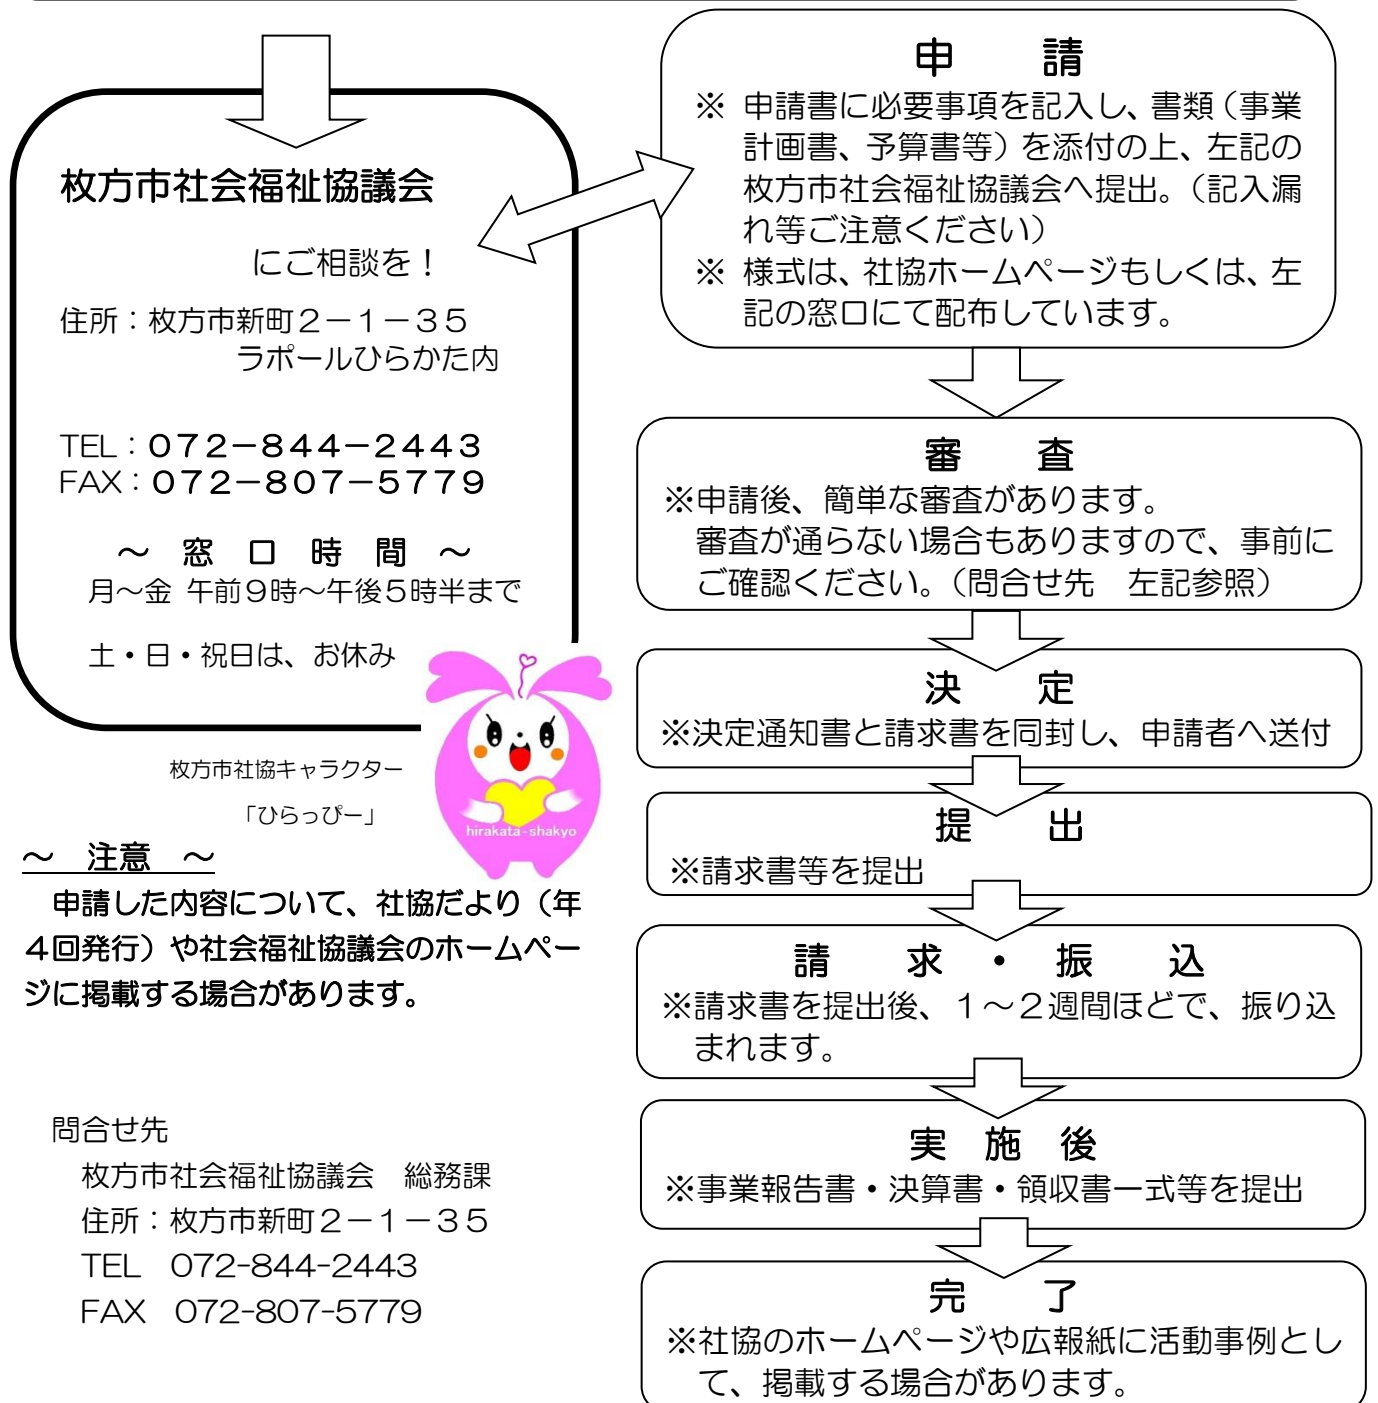 枚方市社会福祉協議会
にご相談を！
住所：枚方市新町２－１－３５
ラポールひらかた内
TEL：０７２－８４４－２４４３
FAX：０７２－８０７－５７７９
～　窓　口　時　間　～
月～金 午前９時～午後５時半まで
土・日・祝日は、お休み
枚方市社協キャラクター
「ひらっぴー」
hirakata-shakyo
～　注意　～
申請した内容について、社協だより（年
４回発行）や社会福祉協議会のホームペー
ジに掲載する場合があります。
問合せ先
枚方市社会福祉協議会　総務課
住所：枚方市新町２－１－３５
TEL　072-844-2443
FAX　072-807-5779
申　請
※ 申請書に必要事項を記入し、書類（事業
計画書、予算書等）を添付の上、左記の
枚方市社会福祉協議会へ提出。（記入漏
れ等ご注意ください）
※ 様式は、社協ホームページもしくは、左
記の窓口にて配布しています。
審　査
※申請後、簡単な審査があります。
審査が通らない場合もありますので、事前に
ご確認ください。（問合せ先　左記参照）
決　定
※決定通知書と請求書を同封し、申請者へ送付
提　出
※請求書等を提出
請　求　・　振　込
※請求書を提出後、１～２週間ほどで、振り込
まれます。
実　施　後
※事業報告書・決算書・領収書一式等を提出
完　了
※社協のホームページや広報紙に活動事例とし
て、掲載する場合があります。